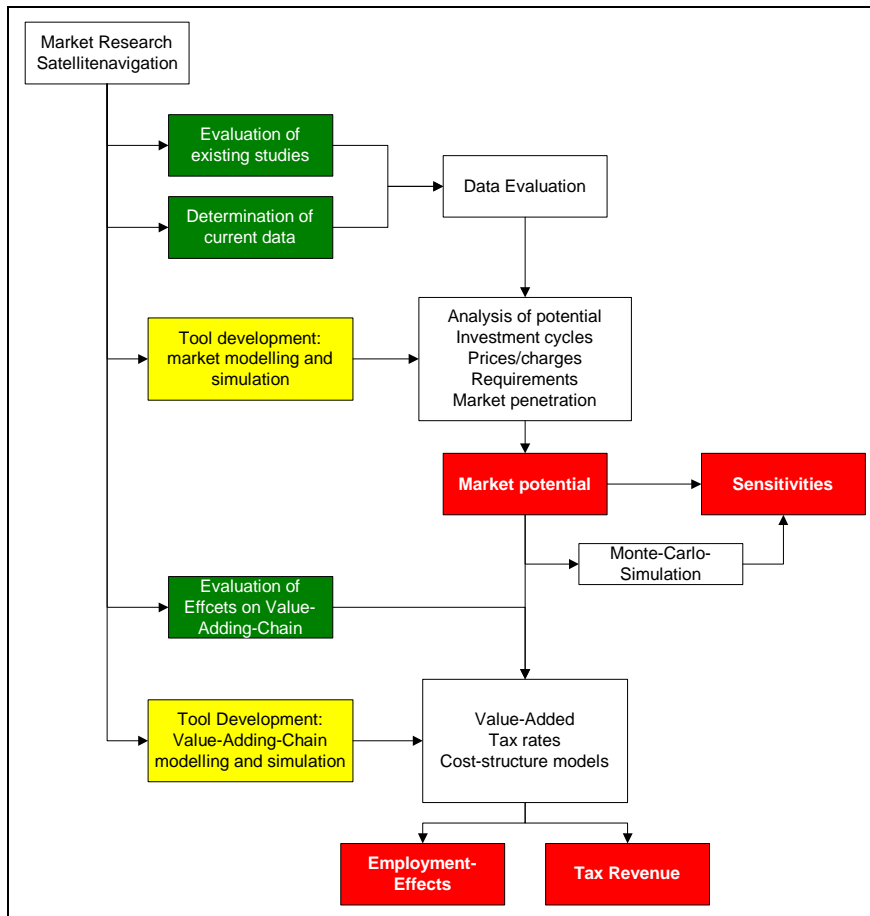 Market Research
Satellitenavigation
Evaluation of
existing studies
Data Evaluation
Determination of
current data
Tool development:
market modelling and
simulation
Analysis of potential
Investment cycles
Prices/charges
Requirements
Market penetration
Market potential
Sensitivities
Monte-Carlo-
Simulation
Evaluation of
Effcets on Value-
Adding-Chain
Tool Development:
Value-Adding-Chain
modelling and simulation
Value-Added
Tax rates
Cost-structure models
Employment-
Effects
Tax Revenue